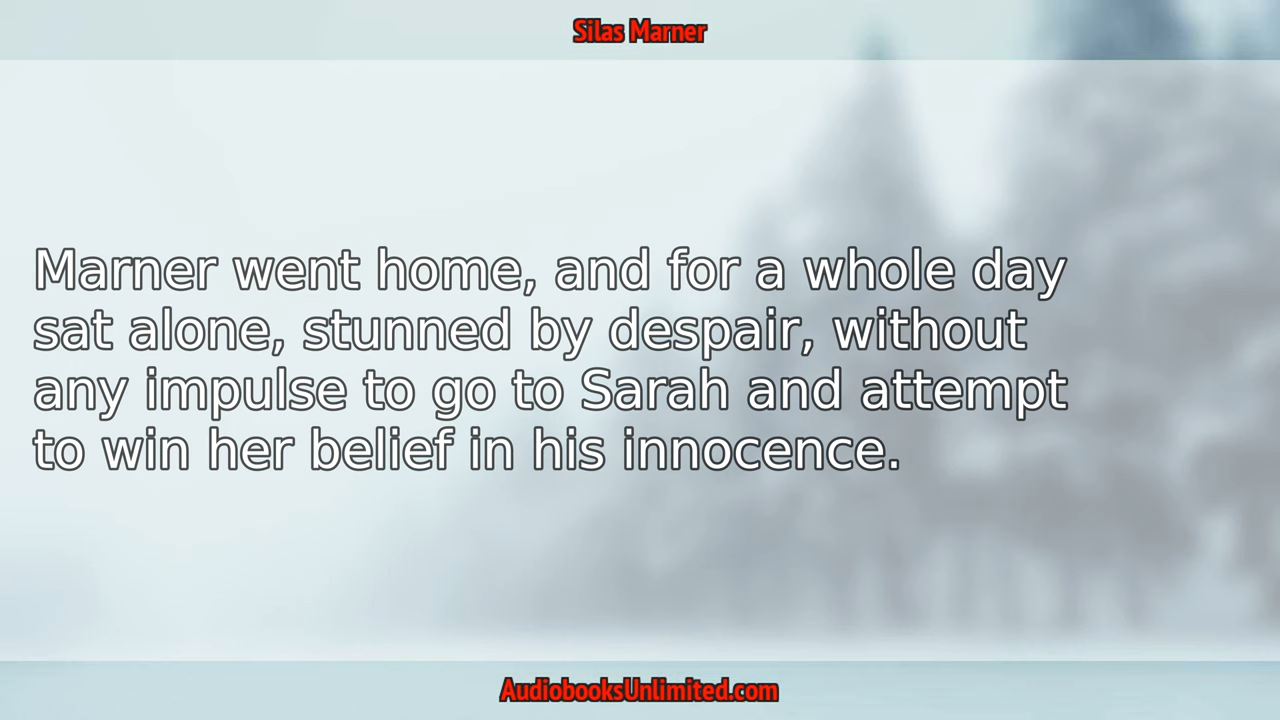 Silas Marner
Marner went home, and for a whole day
sat alone, stunned by despair, without
any impulse to go to Sarah and attempt
to win her belief in his innocence.
AudiobooksUnlimited.com